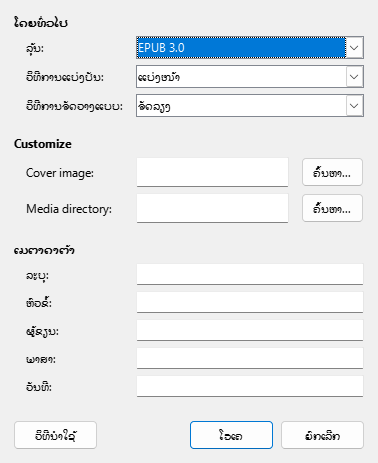 ໂດຍທົ່ວໄປ
ລຸ້ນ: EPUB 3.0
ວິທີການແບ່ງປັນ: ແບ່ງໜ້າ
ວິທີການຈັດວາງແບບ: ຈັດລຽງ
Customize
Cover image: ຄົ້ນຫາ...
Media directory: ຄົ້ນຫາ...
ເມຕາດາຕ້າ
ລະບຸ:
ຫົວຂໍ້:
ຜູ້ຂຽນ:
ພາສາ:
ວັນທີ:
ວິທີນຳໃຊ້ ໂອເຄ ຍົກເລີກ